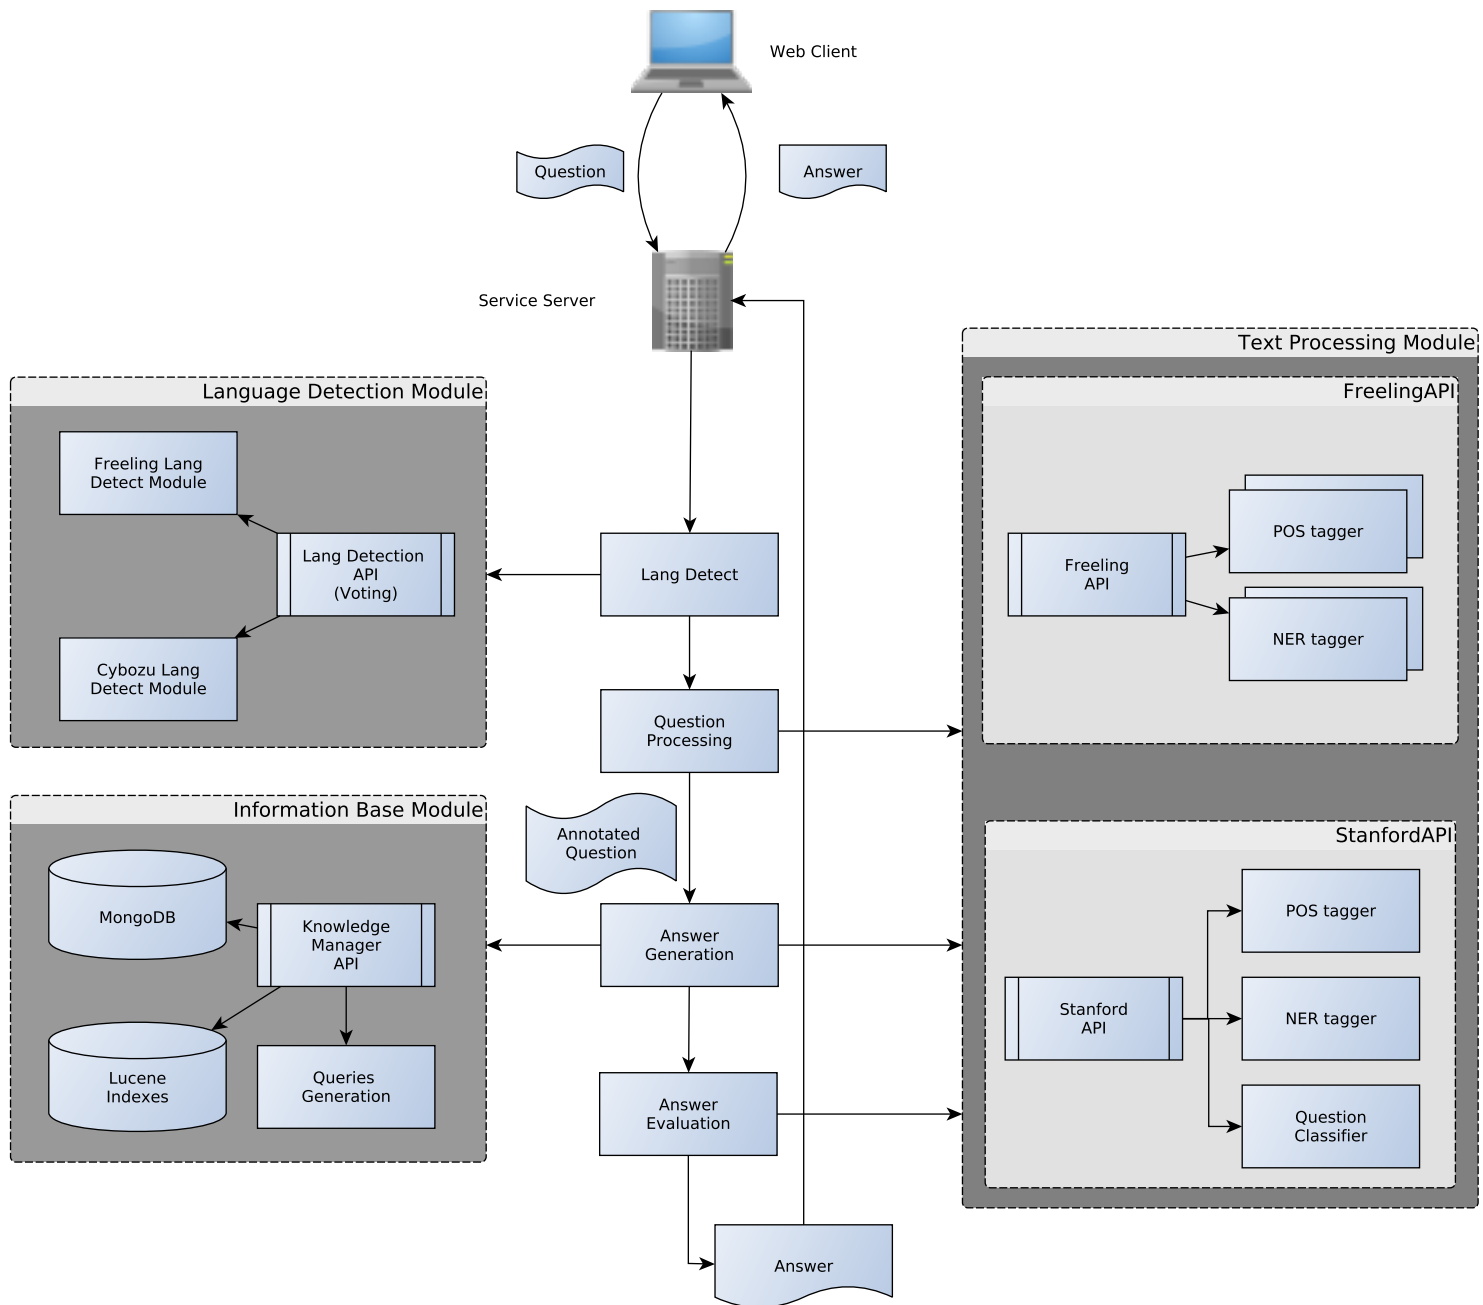 Web Client
Question
Answer
Service Server
Language Detection Module
Freeling Lang
Detect Module
Lang Detection
API
(Voting)
Cybozu Lang
Detect Module
Lang Detect
Question
Processing
Annotated
Question
Answer
Generation
Answer
Evaluation
Answer
Information Base Module
MongoDB
Knowledge
Manager
API
Lucene
Indexes
Queries
Generation
Text Processing Module
FreelingAPI
Freeling
API
POS tagger
NER tagger
StanfordAPI
Stanford
API
POS tagger
NER tagger
Question
Classifier